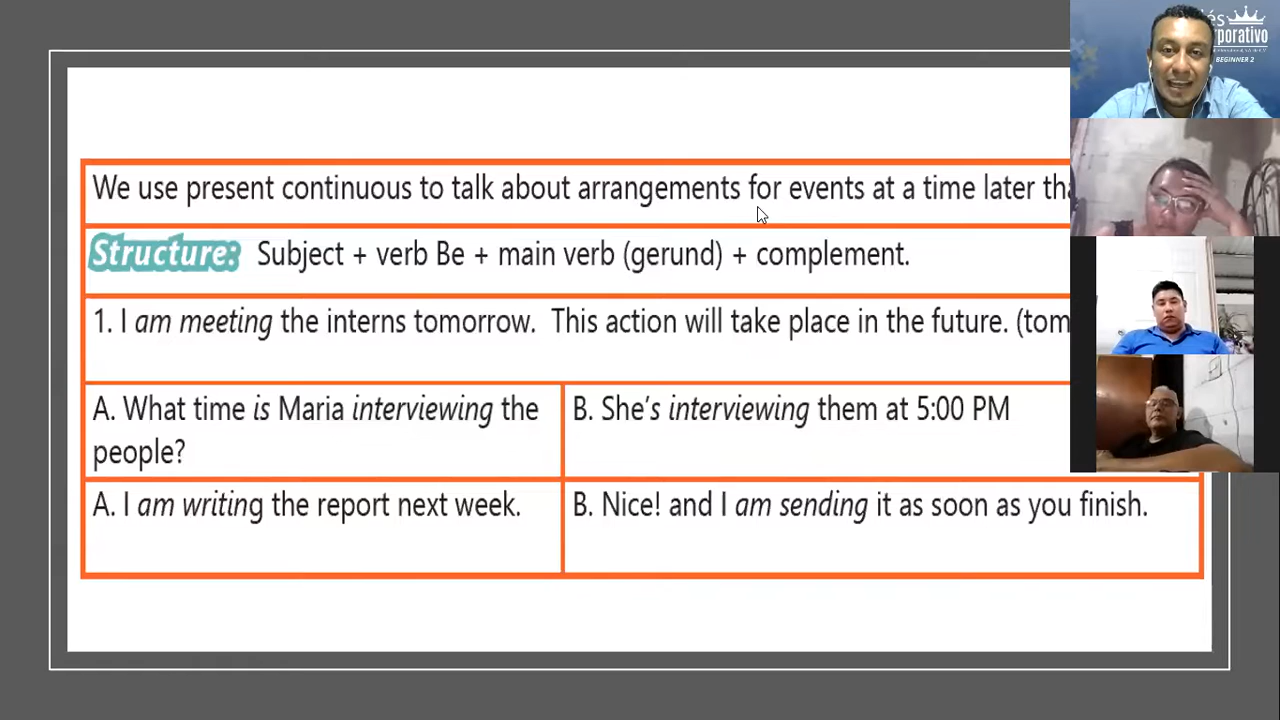 We use present continuous to talk about arrangements for events at a time later
Structure: Subject + verb Be + main verb (gerund) + complement.
1. I am meeting the interns tomorrow. This action will take place in the future.
A. What time is Maria interviewing the
people?
B. She's interviewing them at 5:00 PM
A. I am writing the report next week.
B. Nice! and I am sending it as soon as you finish.
BEGINNER 2